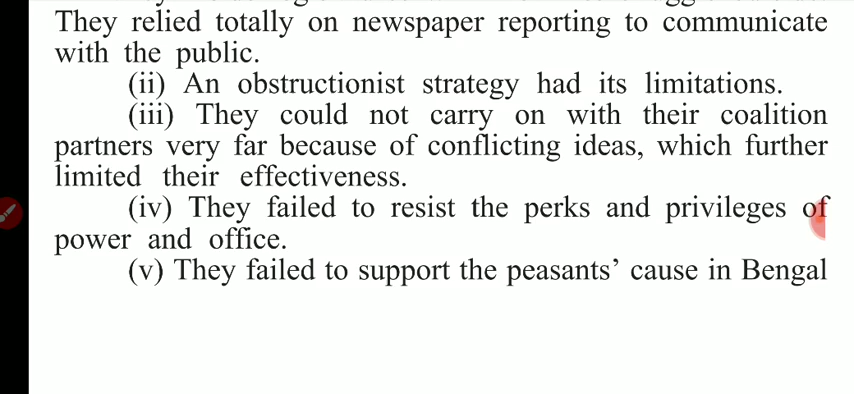 They relied totally on newspaper reporting to communicate
with the public.
(ii) An obstructionist strategy had its limitations.
(iii) They could not carry on with their coalition
partners very far because of conflicting ideas, which further
limited their effectiveness.
(iv) They failed to resist the perks and privileges of
power and office.
(v) They failed to support the peasants’ cause in Bengal